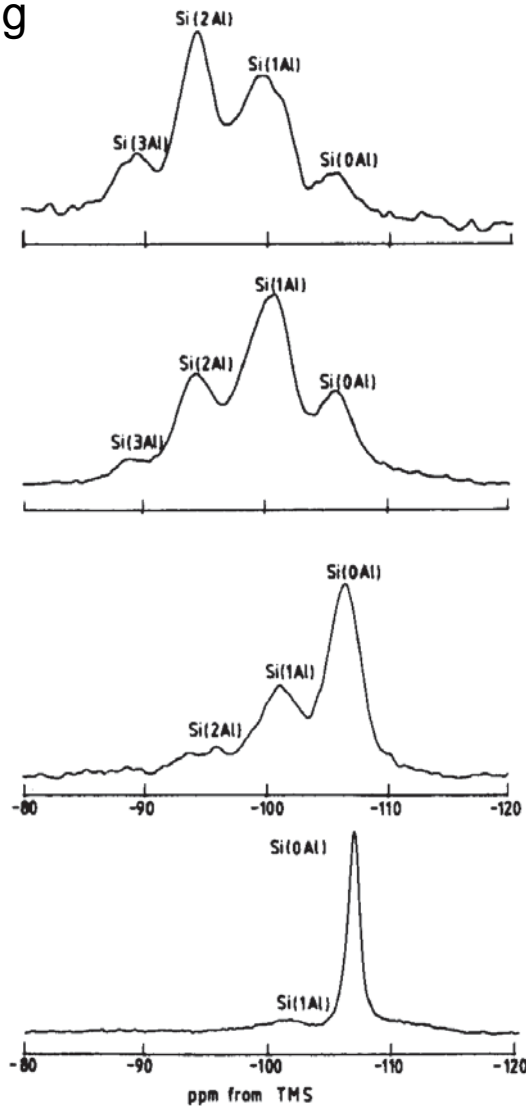 g
Si(2Al)
Si(1Al)
Si(3Al)
Si(0Al)
Si(1Al)
Si(2Al)
Si(0Al)
Si(3Al)
Si(0Al)
Si(1Al)
Si(2Al)
-80 -90 -100 -110 -120
Si(0Al)
Si(1Al)
-80 -90 -100 -110 -120
ppm from TMS